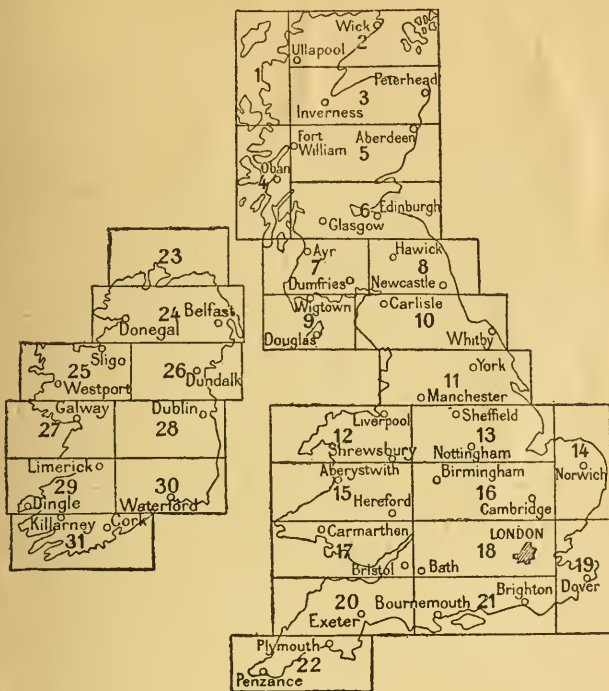 Wick
2
Ullapool
1
Peterhead
3
Inverness
Fort
William
Aberdeen
5
Oban
4
6
Edinburgh
Glasgow
23
Ayr
7
Hawick
8
Dumfries
Newcastle
24
Belfast
Donegal
Wigtown
9
Carlisle
10
Douglas
Whitby
Sligo
25
26
Dundalk
Westport
York
11
Manchester
Galway
27
Dublin
28
Liverpool
12
Shrewsbury
Sheffield
13
Nottingham
14
Norwich
Limerick
29
30
Dingle
Waterford
Aberystwith
15
Hereford
Birmingham
16
Cambridge
Killarney
Cork
31
Carmarthen
17
Bristol
LONDON
18
Bath
19
Dover
20
Exeter
Bournemouth
21
Brighton
Plymouth
22
Penzance